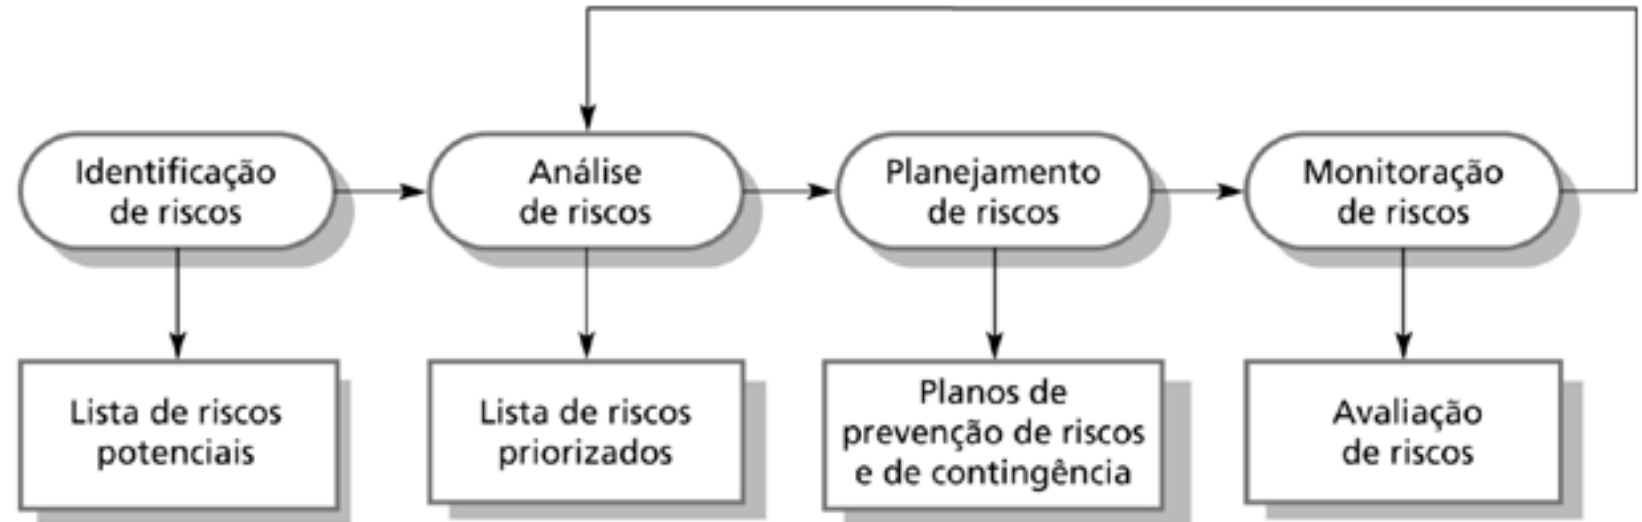 Identificação
de riscos
Análise
de riscos
Planejamento
de riscos
Monitoração
de riscos
Lista de riscos
potenciais
Lista de riscos
priorizados
Planos de
prevenção de riscos
e de contingência
Avaliação
de riscos